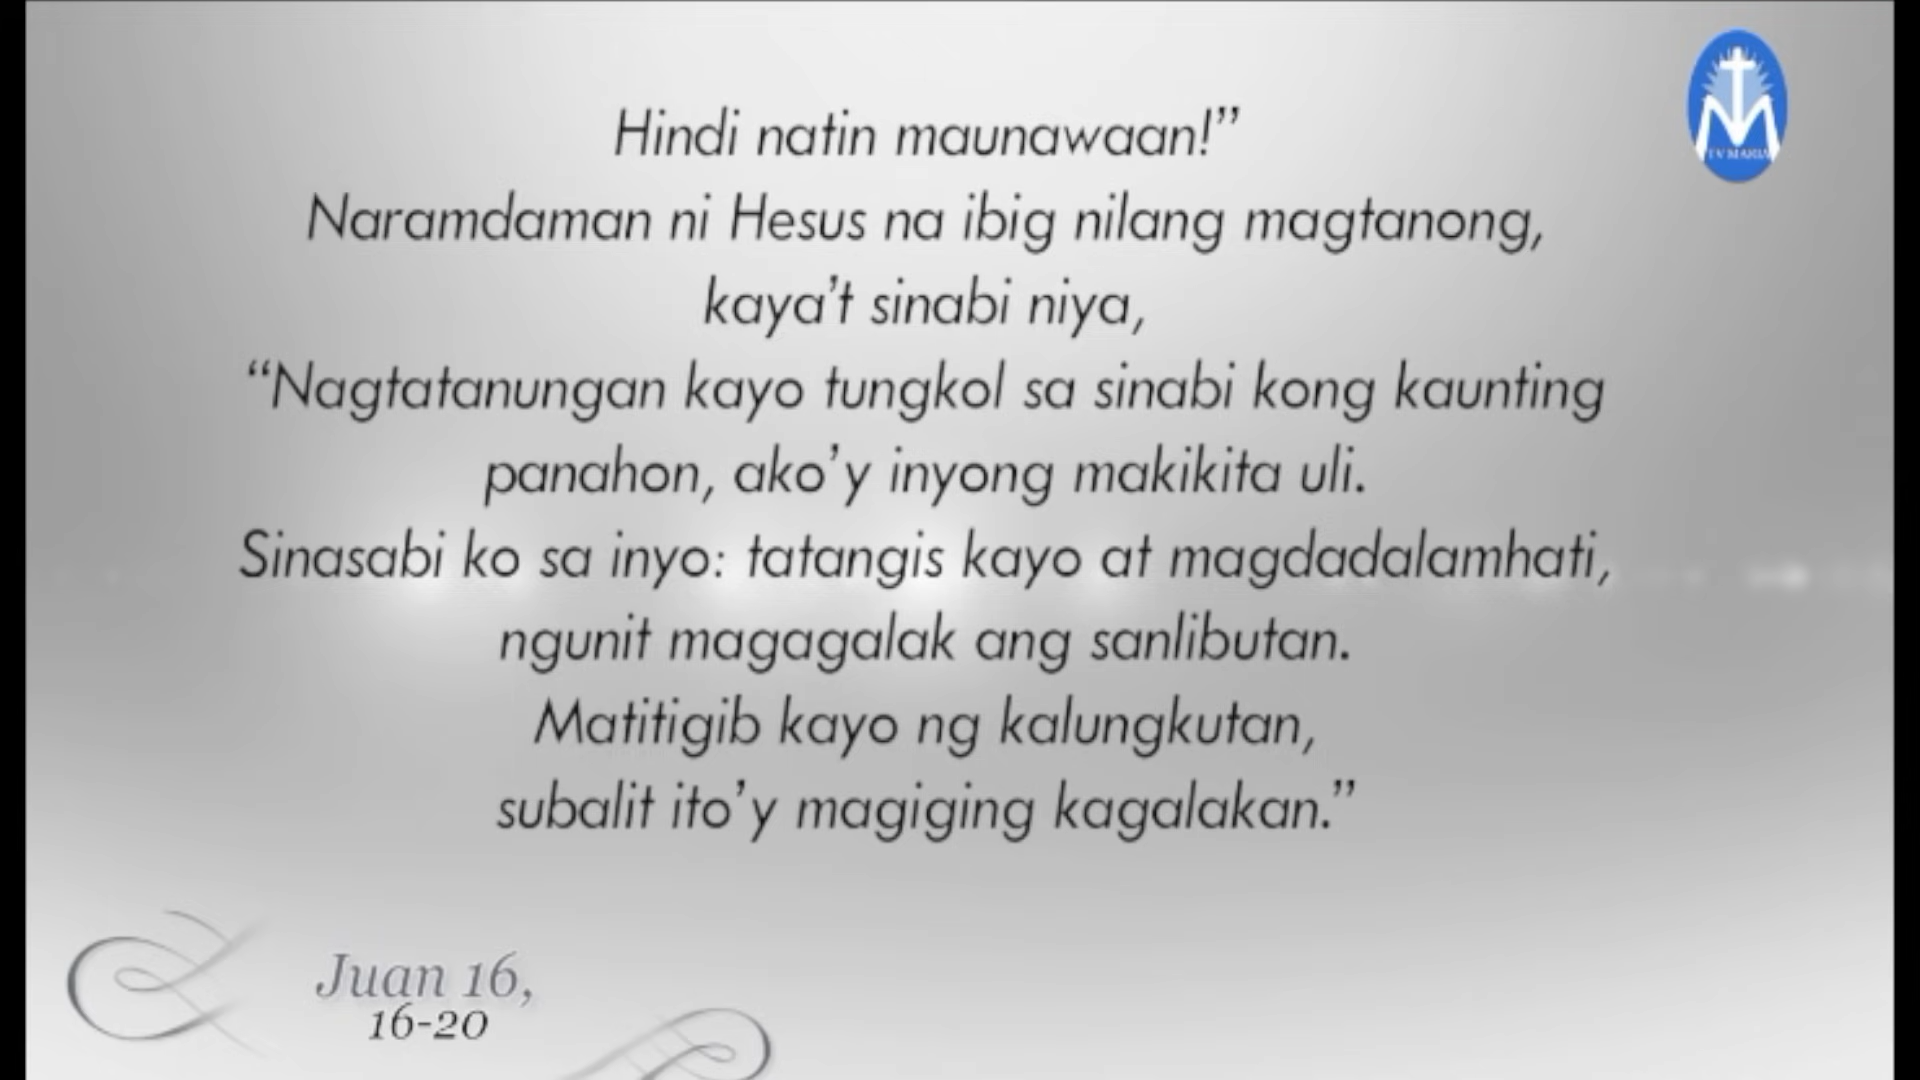 Hindi natin maunawaan!”
Naramdaman ni Hesus na ibig nilang magtanong,
kaya’t sinabi niya,
“Nagtatanungan kayo tungkol sa sinabi kong kaunting
panahon, ako’y inyong makikita uli.
Sinasabi ko sa inyo: tatangis kayo at magdadalamhati,
ngunit magagalak ang sanlibutan.
Matitigib kayo ng kalungkutan,
subalit ito’y magiging kagalakan.”
Juan 16,
16-20
TV MARIA